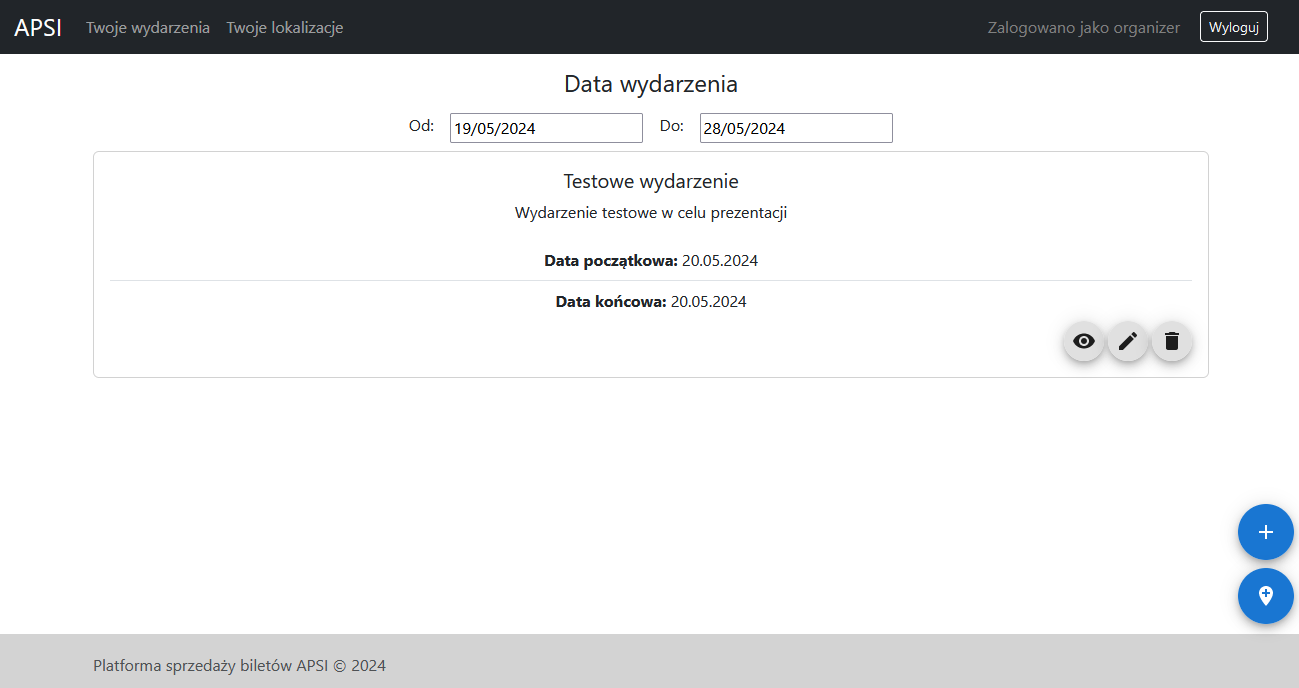 APSI Twoje wydarzenia Twoje lokalizacje Zalogowano jako organizer Wyloguj
Data wydarzenia
Od: 19/05/2024 Do: 28/05/2024
Testowe wydarzenie
Wydarzenie testowe w celu prezentacji
Data początkowa: 20.05.2024
Data końcowa: 20.05.2024
Platforma sprzedaży biletów APSI © 2024